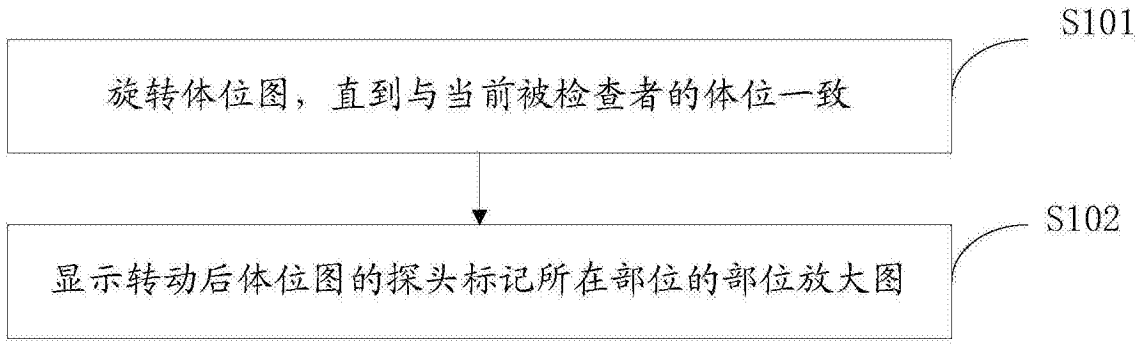 S101
旋转体位图，直到与当前被检查者的体位一致
S102
显示转动后体位图的探头标记所在部位的部位放大图